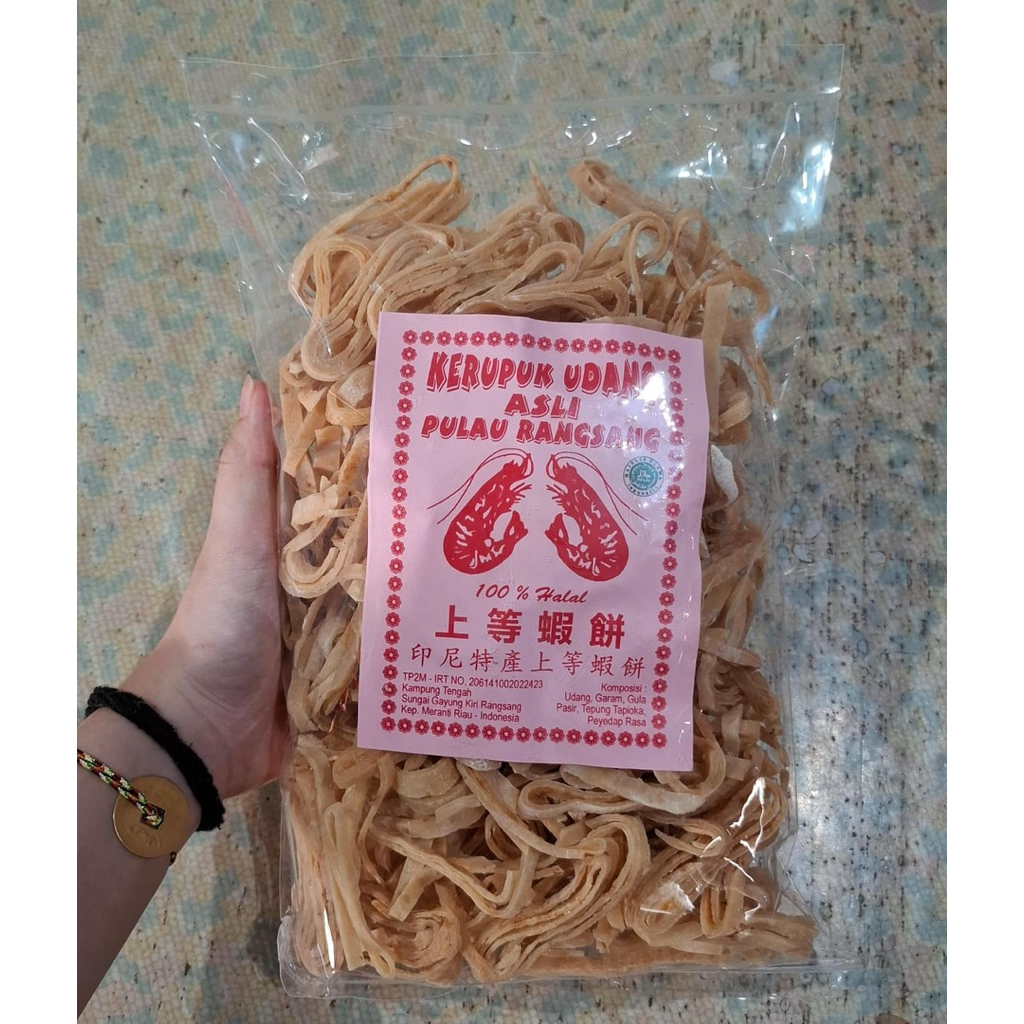 KERUPUK UDANG
ASLI
PULAU RANGSANG
100 % Halal
上等蝦餅
印尼特產上等蝦餅
TP2M - IRT NO. 206141002022423
Kampung Tengah
Sungai Gayung Kiri Rangsang
Kep. Meranti Riau - Indonesia
Komposisi :
Udang, Garam, Gula
Pasir, Tepung Tapioka,
Peyedap Rasa